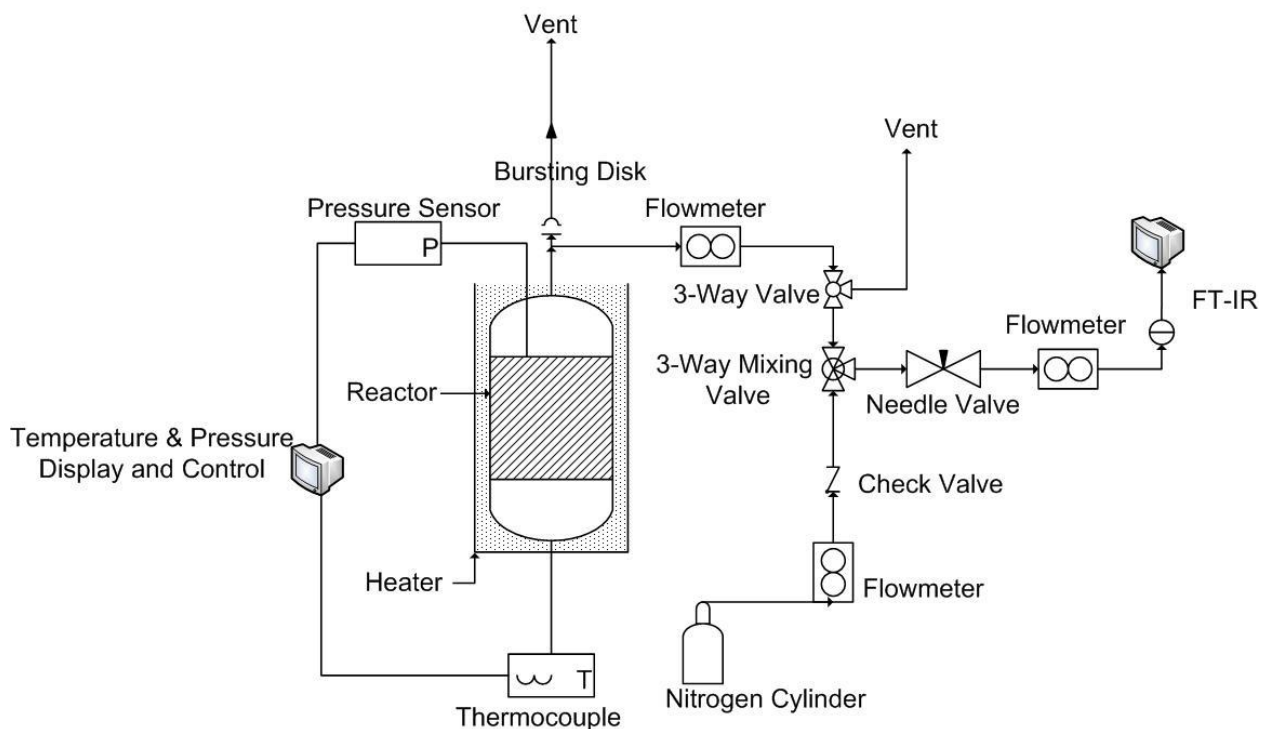 Vent
Vent
Bursting Disk
Pressure Sensor
P
Flowmeter
3-Way Valve
FT-IR
Flowmeter
3-Way Mixing
Valve
Needle Valve
Reactor
Temperature & Pressure
Display and Control
Check Valve
Heater
Flowmeter
T
Nitrogen Cylinder
Thermocouple